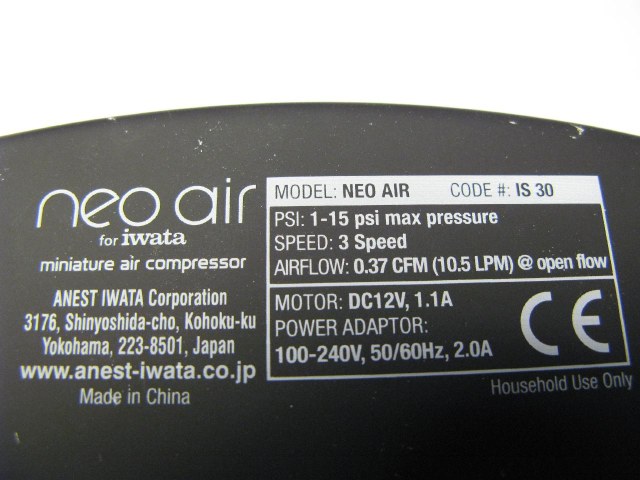 neo air
for iwata
miniature air compressor
ANEST IWATA Corporation
3176, Shinyoshida-cho, Kohoku-ku
Yokohama, 223-8501, Japan
www.anest-iwata.co.jp
Made in China
MODEL: NEO AIR CODE #: IS 30
PSI: 1-15 psi max pressure
SPEED: 3 Speed
AIRFLOW: 0.37 CFM (10.5 LPM) @ open flow
MOTOR: DC12V, 1.1A
POWER ADAPTOR:
100-240V, 50/60Hz, 2.0A
CE
Household Use Only